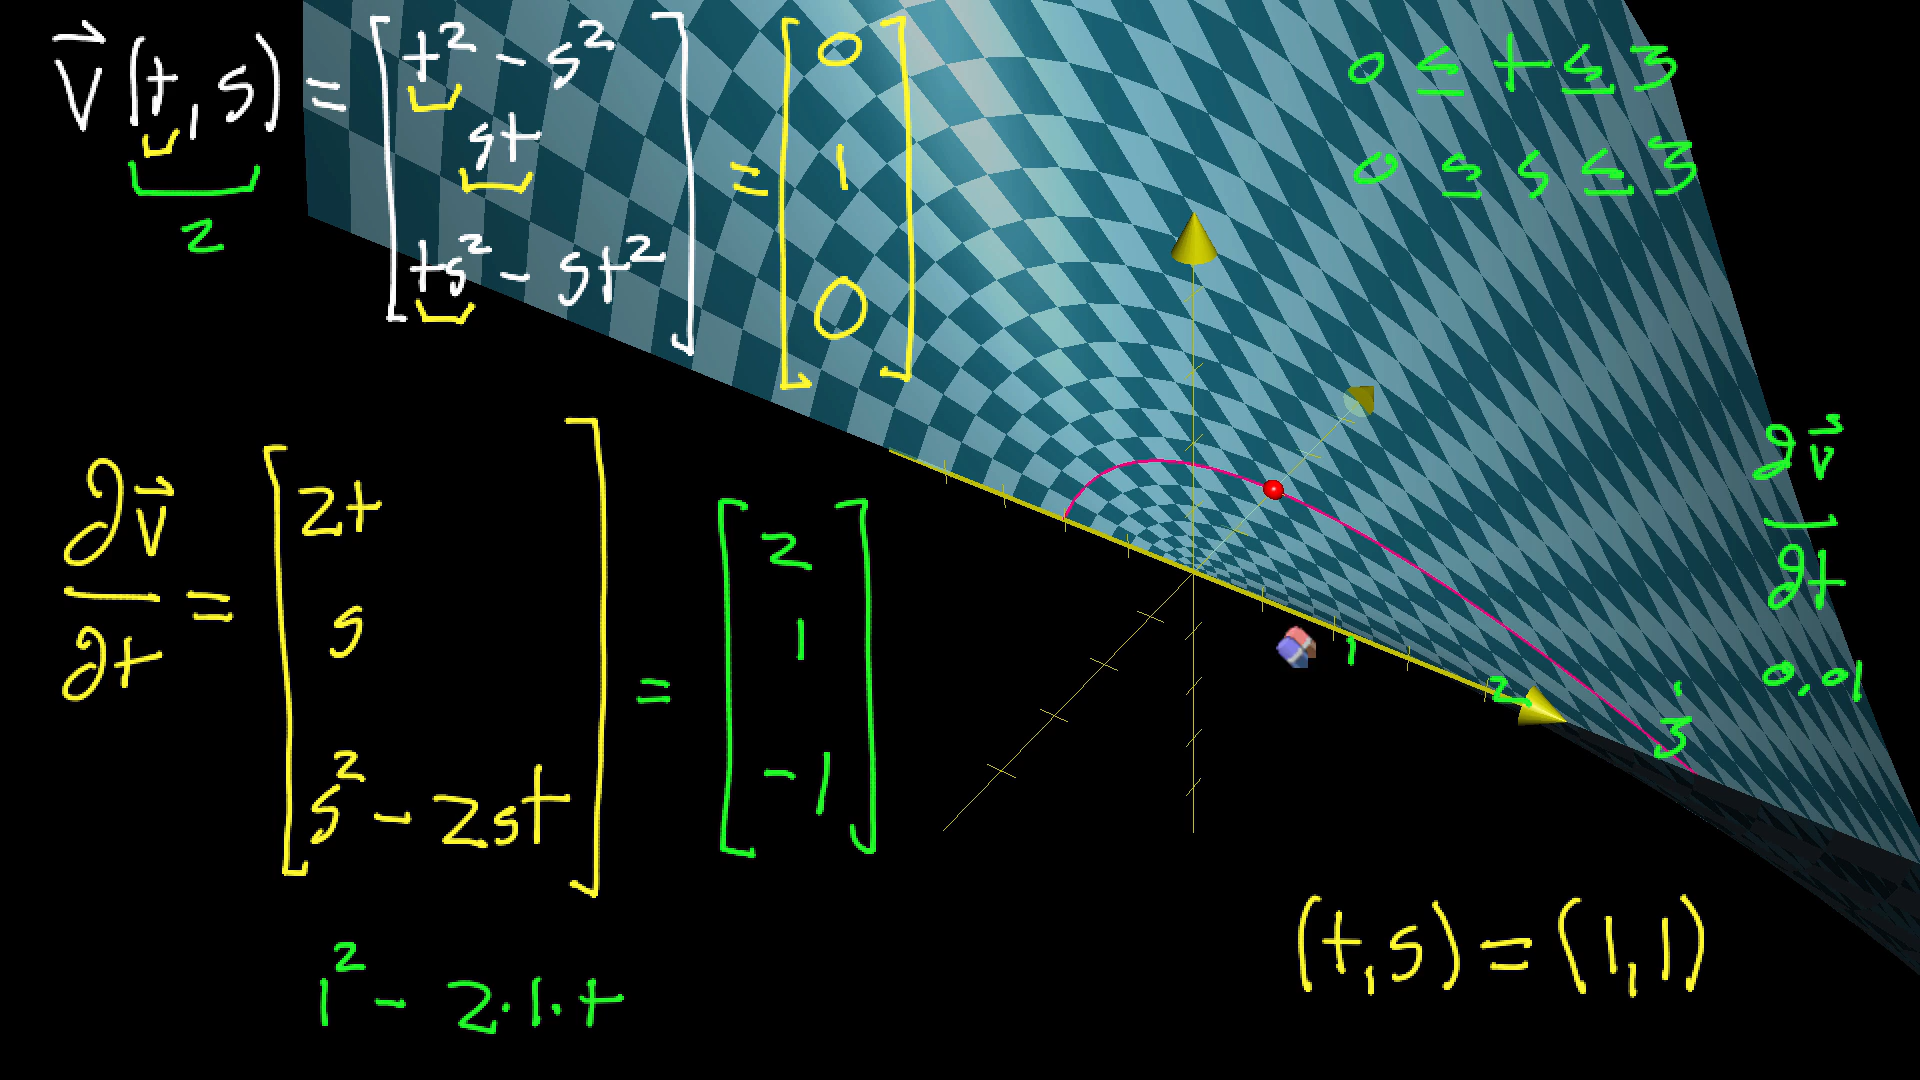 v⃗(t,s) = [ t² - s² ; st ; ts² - st² ] = [ 0 ; 1 ; 0 ]
2
0 ≤ t ≤ 3
0 ≤ s ≤ 3
∂v⃗/∂t = [ 2t ; s ; s² - 2st ] = [ 2 ; 1 ; -1 ]
1² - 2·1·t
1
2
3
∂v⃗/∂t
0,01
(t,s) = (1,1)